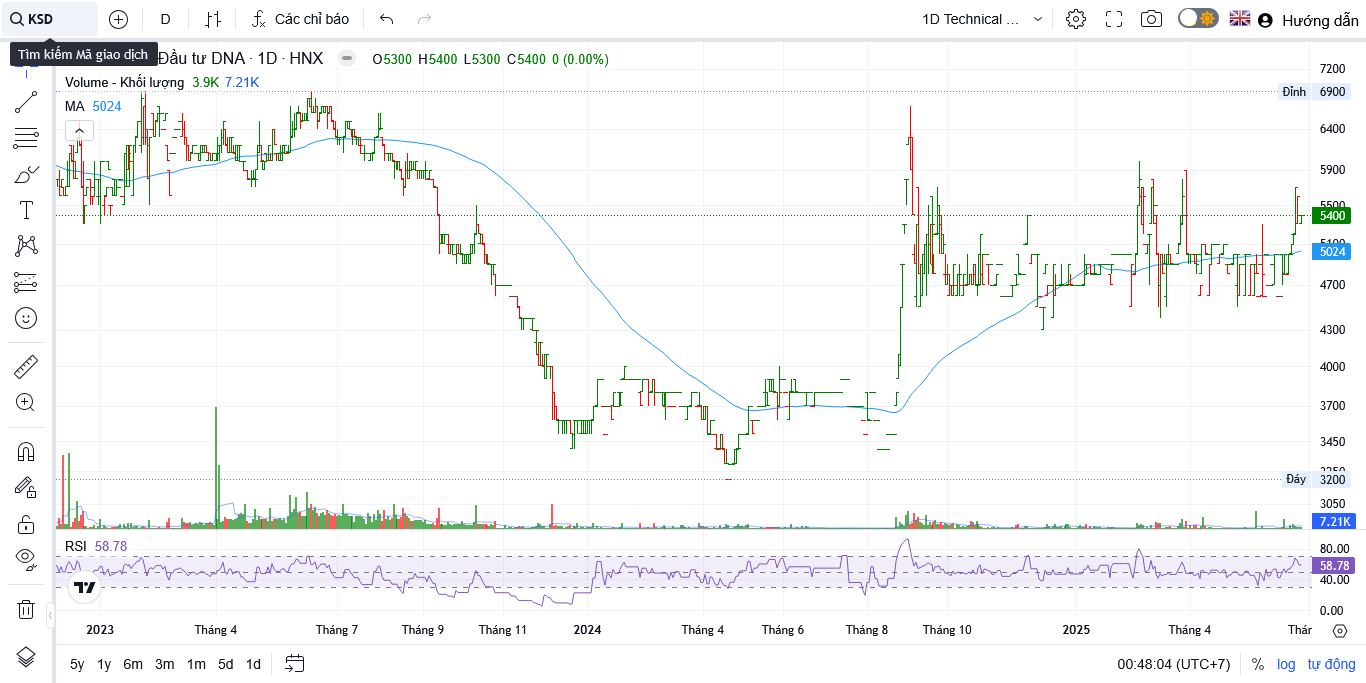 KSD D Các chỉ báo 1D Technical ... Hướng dẫn
Tìm kiếm Mã giao dịch
Đầu tư DNA · 1D · HNX O5300 H5400 L5300 C5400 0 (0.00%)
Volume - Khối lượng 3.9K 7.21K
MA 5024
7200
Đỉnh 6900
6400
5900
5500
5400
5100
5024
4700
4300
4000
3700
3450
3250
Đáy 3200
3050
7.21K
RSI 58.78
80.00
58.78
40.00
0.00
2023 Tháng 4 Tháng 7 Tháng 9 Tháng 11 2024 Tháng 4 Tháng 6 Tháng 8 Tháng 10 2025 Tháng 4 Thár
5y 1y 6m 3m 1m 5d 1d 00:48:04 (UTC+7) % log tự động